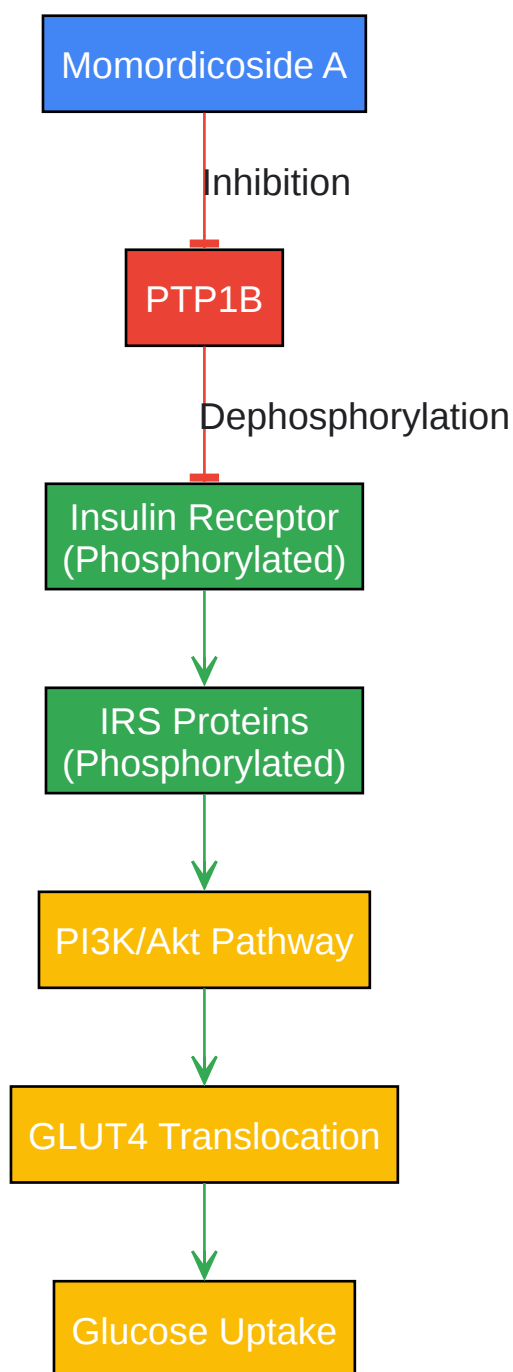 Momordicoside A
Inhibition
PTP1B
Dephosphorylation
Insulin Receptor
(Phosphorylated)
IRS Proteins
(Phosphorylated)
PI3K/Akt Pathway
GLUT4 Translocation
Glucose Uptake